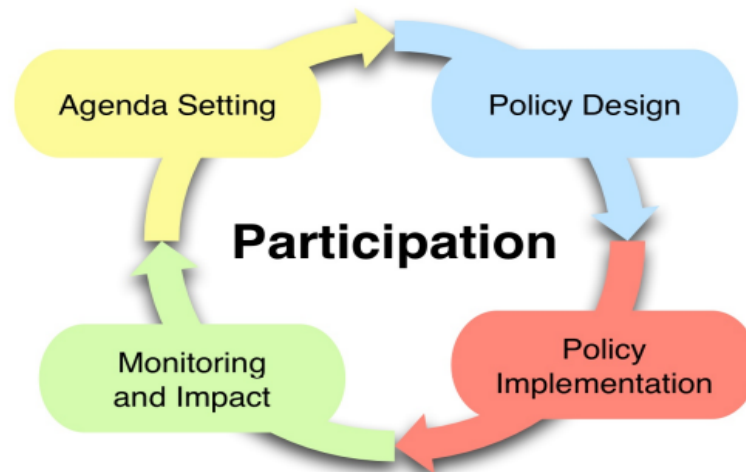 Agenda Setting
Policy Design
Participation
Monitoring
and Impact
Policy
Implementation